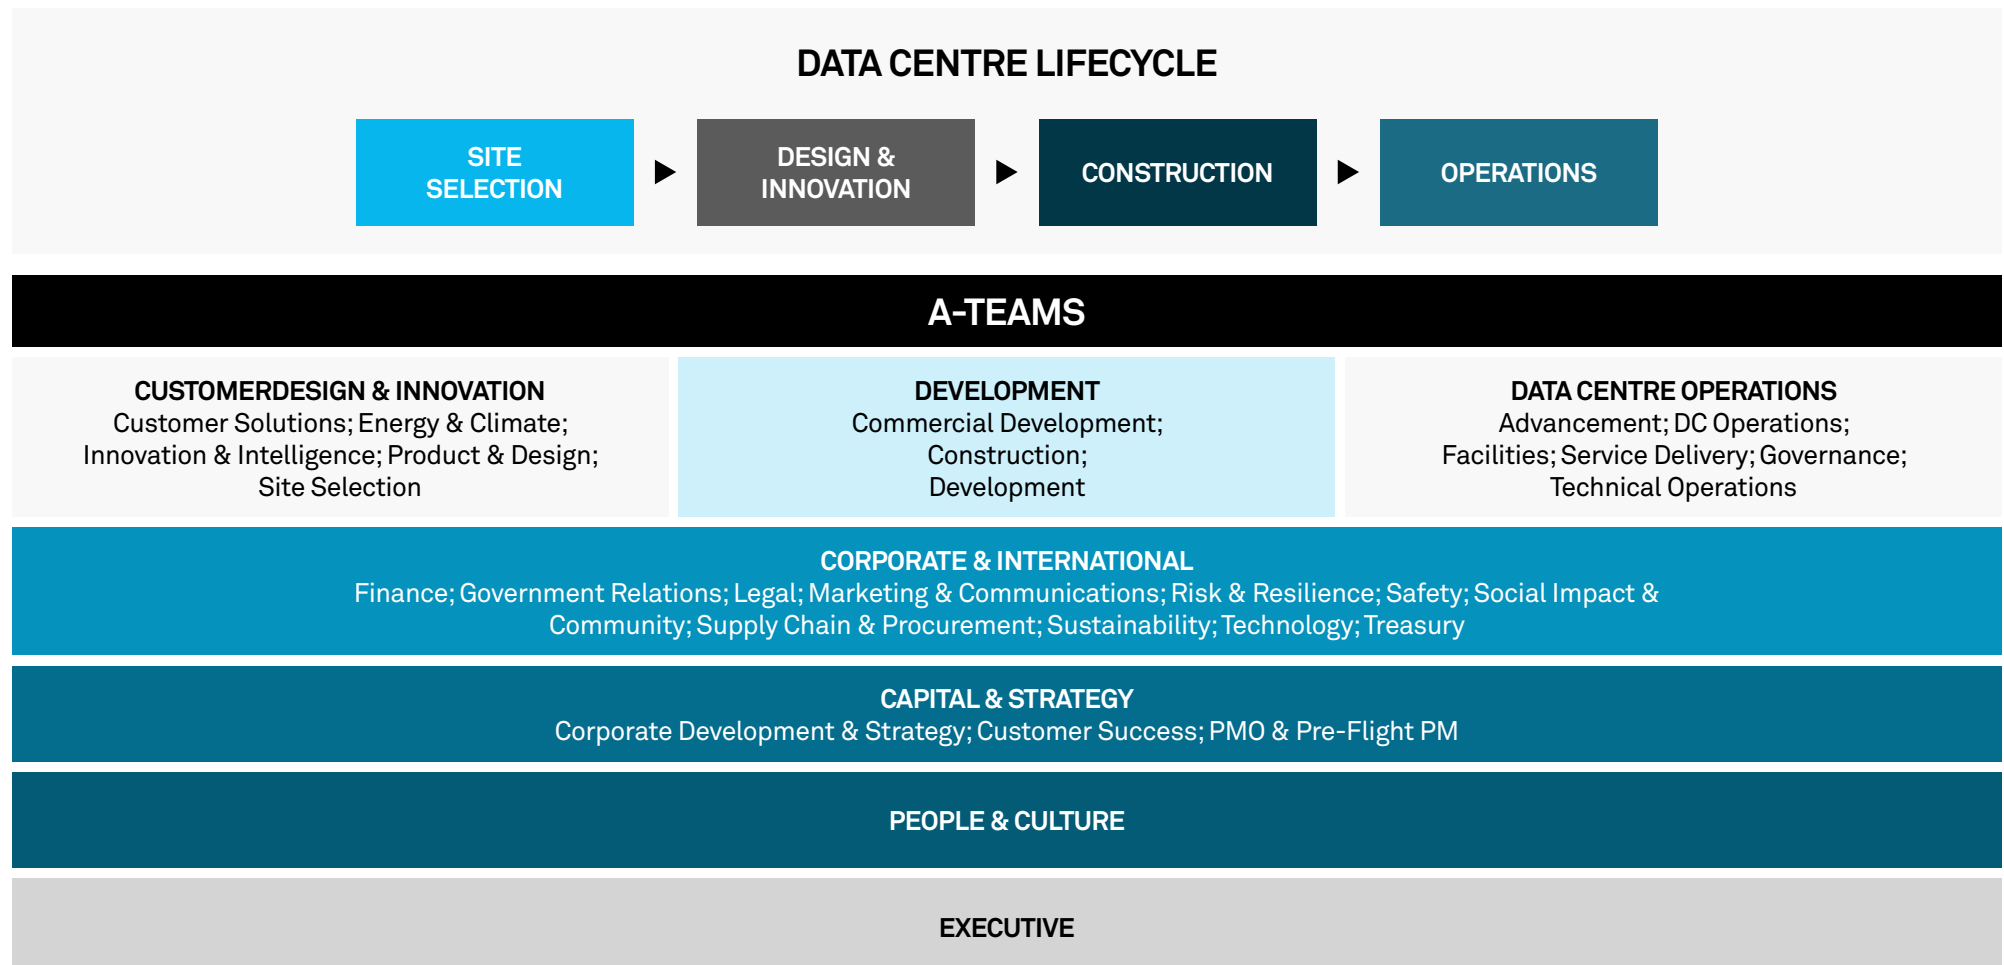 DATA CENTRE LIFECYCLE
SITE
SELECTION
DESIGN &
INNOVATION
CONSTRUCTION
OPERATIONS
A-TEAMS
CUSTOMERDESIGN & INNOVATION
Customer Solutions; Energy & Climate;
Innovation & Intelligence; Product & Design;
Site Selection
DEVELOPMENT
Commercial Development;
Construction;
Development
DATA CENTRE OPERATIONS
Advancement; DC Operations;
Facilities; Service Delivery; Governance;
Technical Operations
CORPORATE & INTERNATIONAL
Finance; Government Relations; Legal; Marketing & Communications; Risk & Resilience; Safety; Social Impact &
Community; Supply Chain & Procurement; Sustainability; Technology; Treasury
CAPITAL & STRATEGY
Corporate Development & Strategy; Customer Success; PMO & Pre-Flight PM
PEOPLE & CULTURE
EXECUTIVE